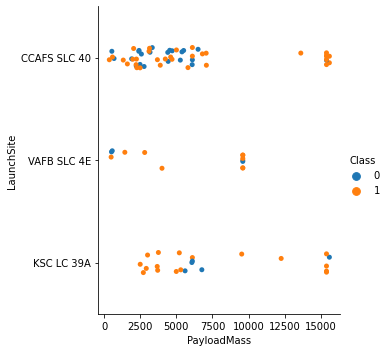 CCAFS SLC 40
VAFB SLC 4E
KSC LC 39A
LaunchSite
0 2500 5000 7500 10000 12500 15000
PayloadMass
Class
0
1